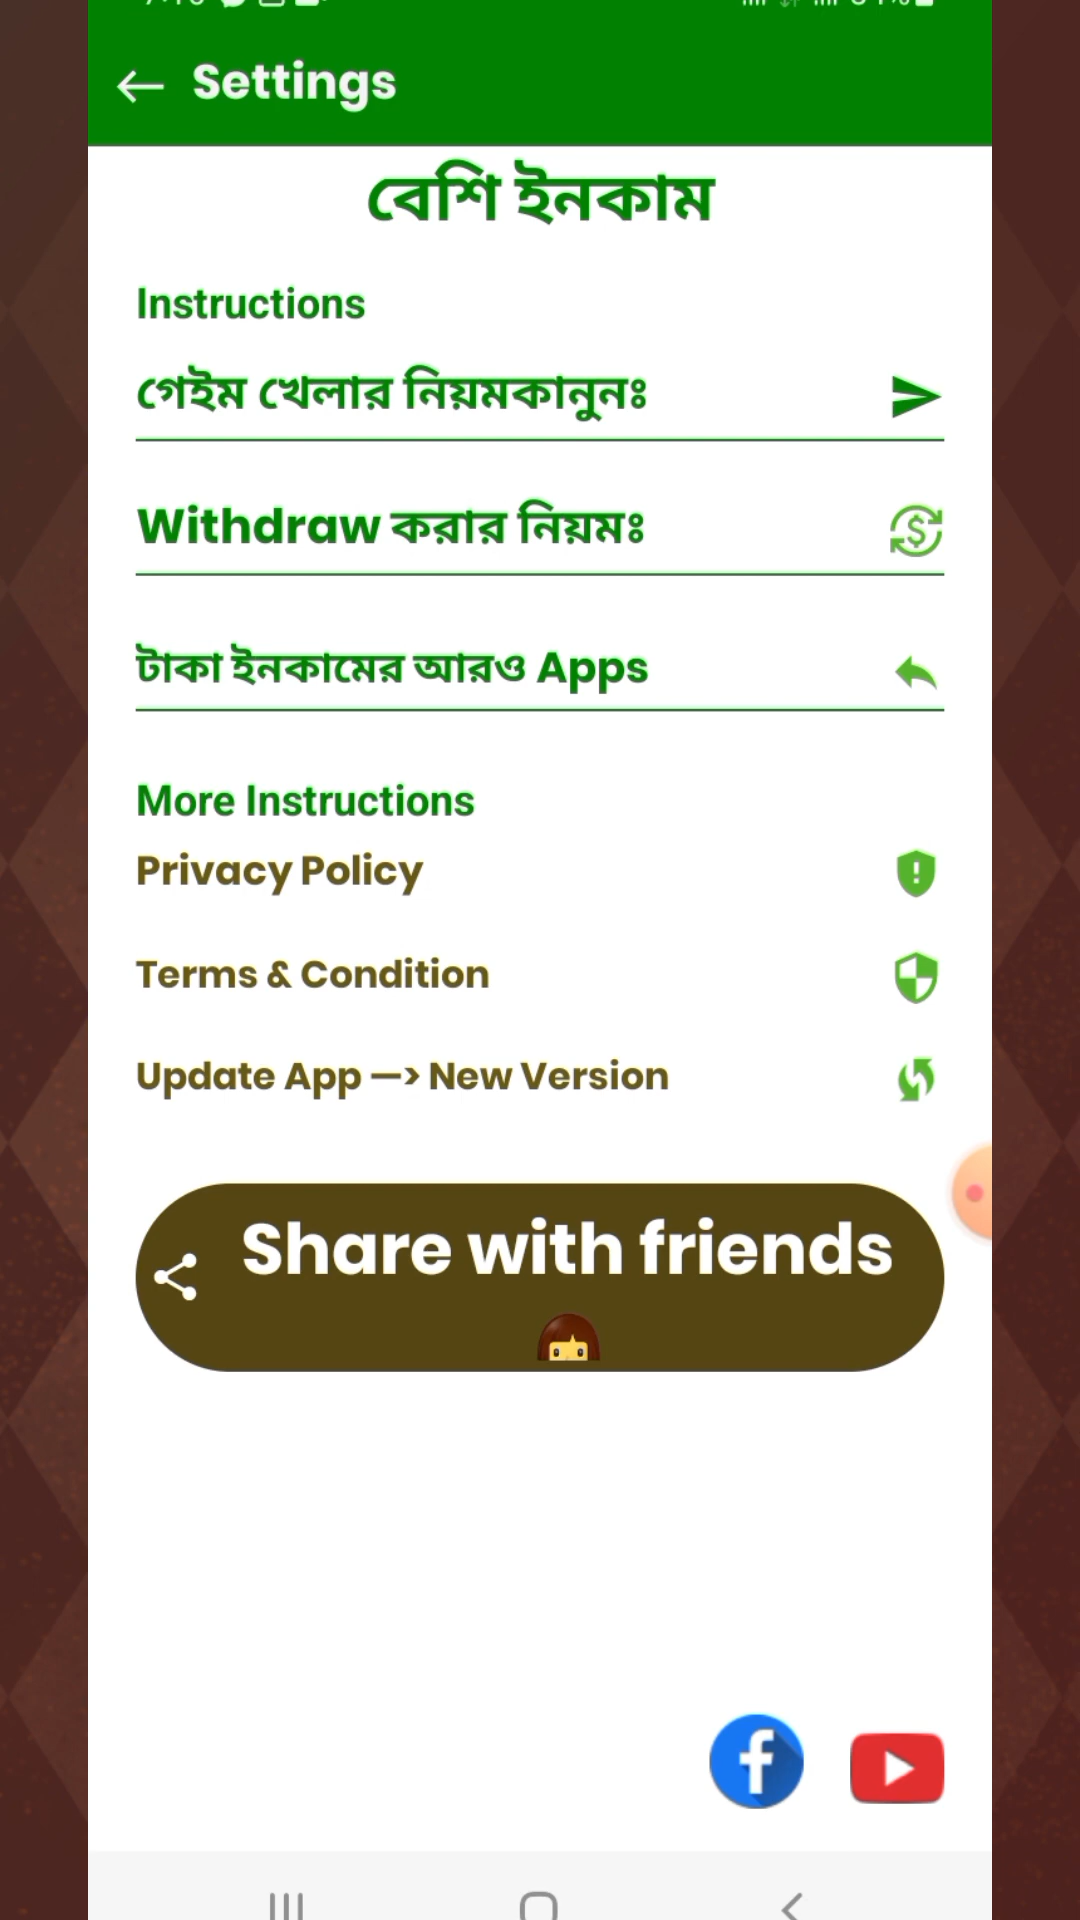 Settings
বেশি ইনকাম
Instructions
গেইম খেলার নিয়মকানুনঃ
Withdraw করার নিয়মঃ
টাকা ইনকামের আরও Apps
More Instructions
Privacy Policy
Terms & Condition
Update App —> New Version
Share with friends